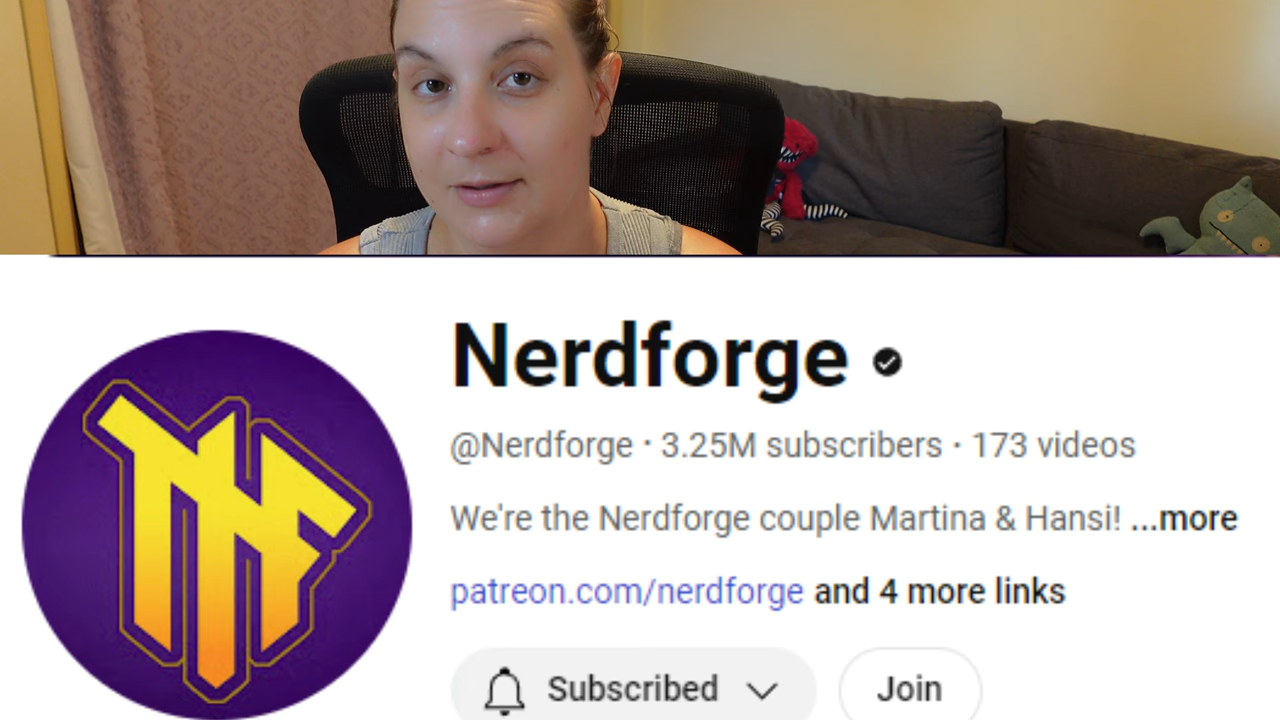 Nerdforge
@Nerdforge · 3.25M subscribers · 173 videos
We're the Nerdforge couple Martina & Hansi! ...more
patreon.com/nerdforge and 4 more links
Subscribed
Join